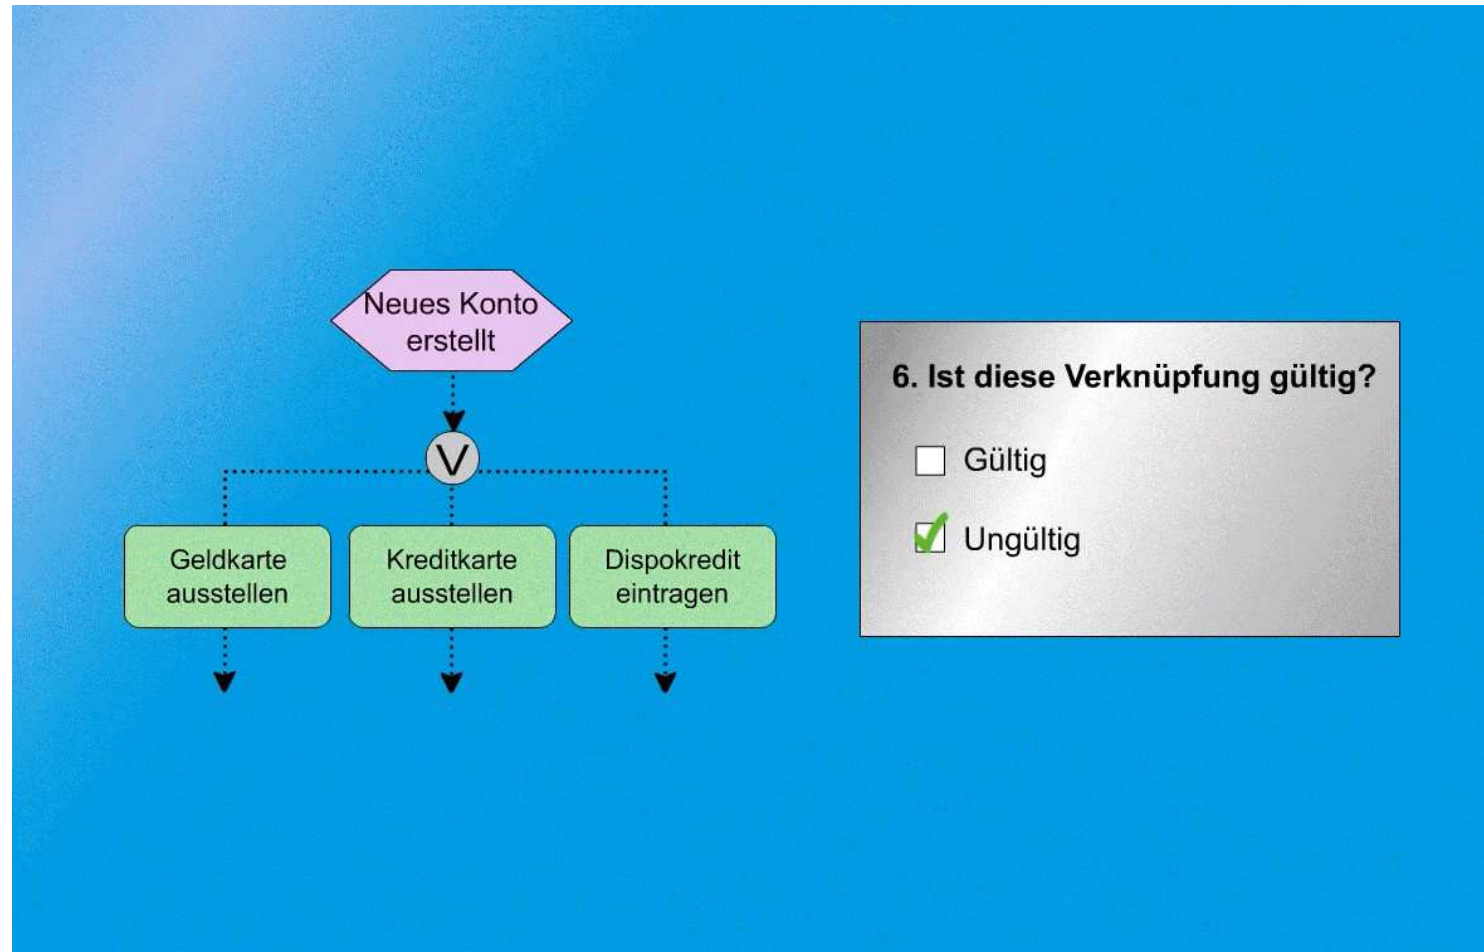 Neues Konto
erstellt
V
Geldkarte
ausstellen
Kreditkarte
ausstellen
Dispokredit
eintragen
6. Ist diese Verknüpfung gültig?
Gültig
Ungültig